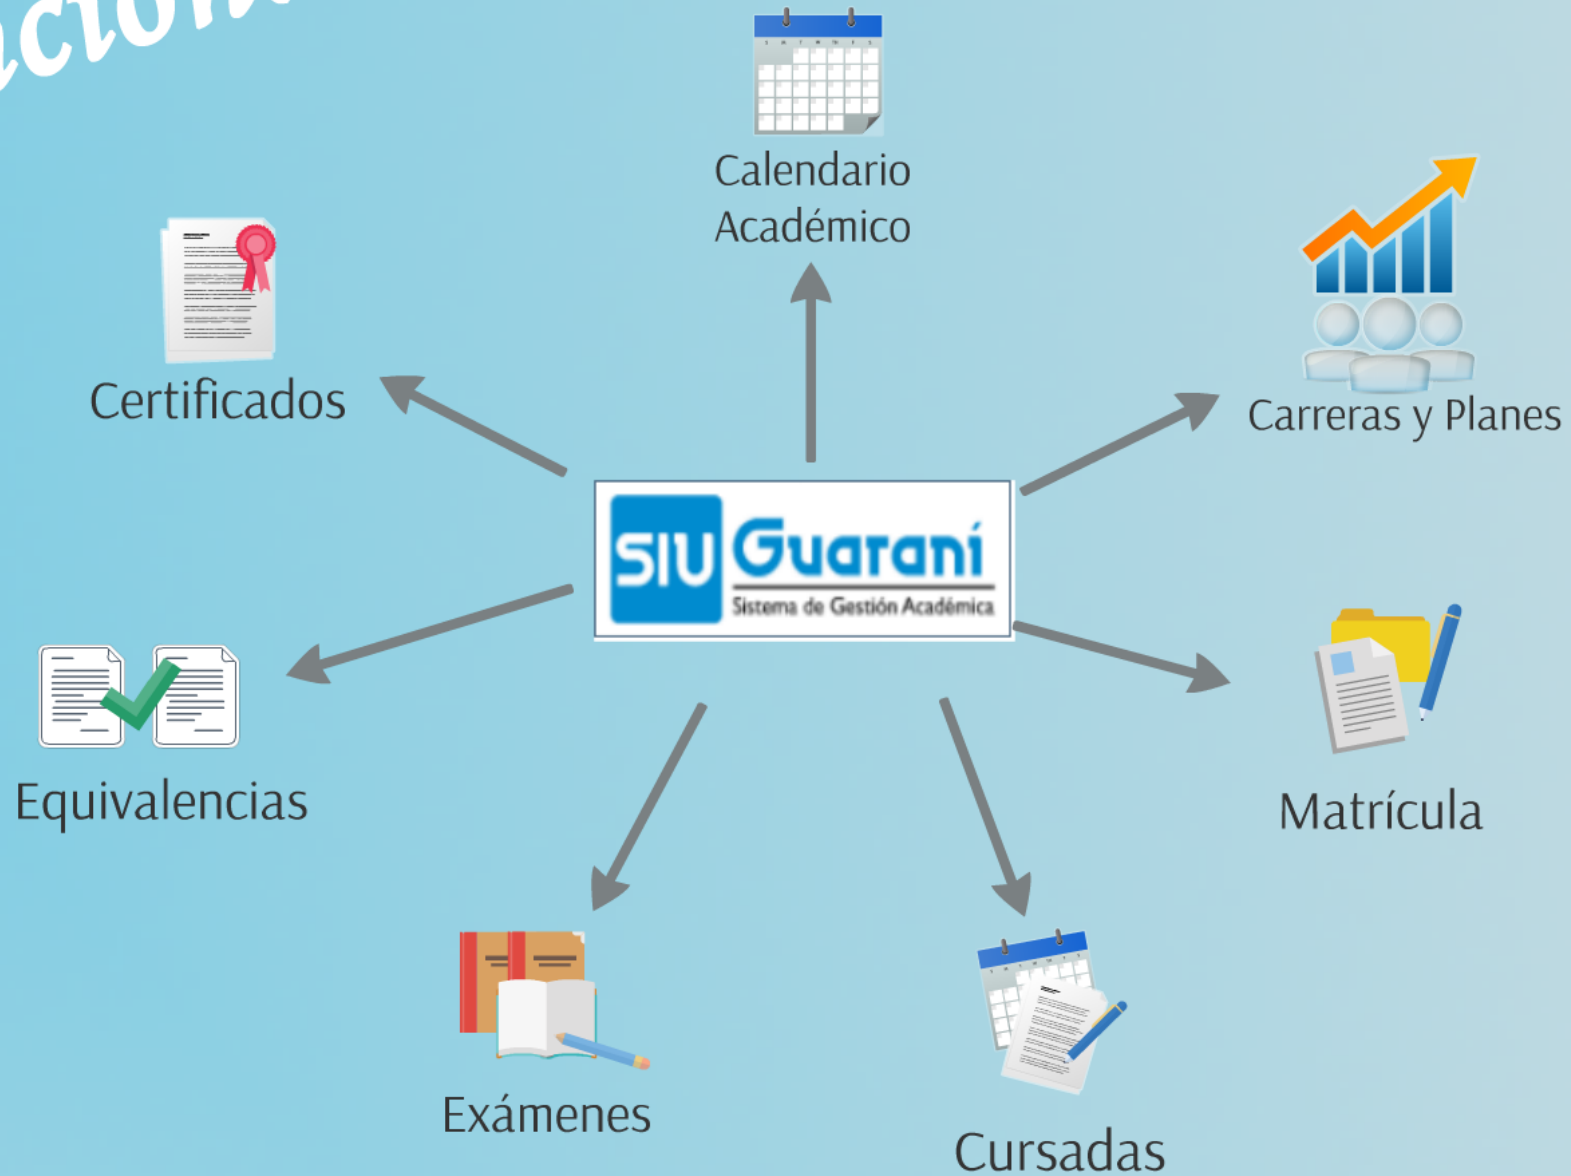 Calendario
Académico
Certificados
Carreras y Planes
SIU Guaraní
Sistema de Gestión Académica
Equivalencias
Matrícula
Exámenes
Cursadas